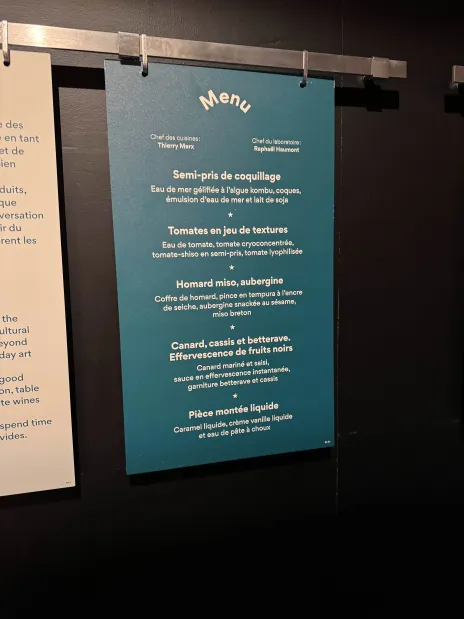 e des
e en tant
et de
bien
duits,
que
versation
ir du
rent les
the
ultural
eyond
day art
good
on, table
te wines
spend time
vides.
Menu
Chef des cuisines :
Thierry Marx
Chef du laboratoire :
Raphaël Haumont
Semi-pris de coquillage
Eau de mer gélifiée à l'algue kombu, coques,
émulsion d'eau de mer et lait de soja
★
Tomates en jeu de textures
Eau de tomate, tomate cryoconcentrée,
tomate-shiso en semi-pris, tomate lyophilisée
★
Homard miso, aubergine
Coffre de homard, pince en tempura à l'encre
de seiche, aubergine snackée au sésame,
miso breton
★
Canard, cassis et betterave.
Effervescence de fruits noirs
Canard mariné et saisi,
sauce en effervescence instantanée,
garniture betterave et cassis
★
Pièce montée liquide
Caramel liquide, crème vanille liquide
et eau de pâte à choux